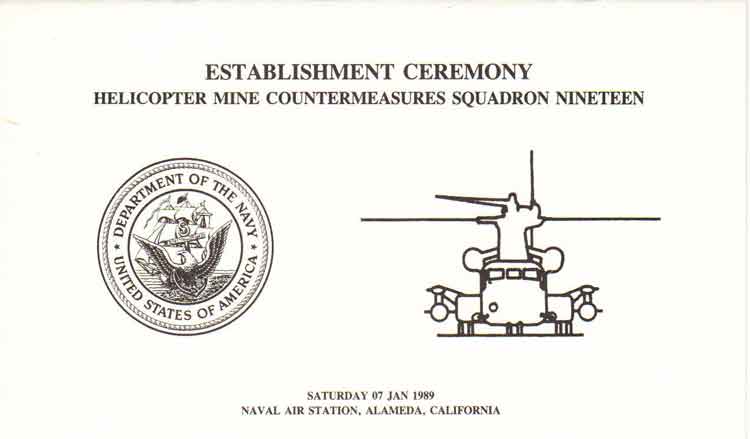 ESTABLISHMENT CEREMONY
HELICOPTER MINE COUNTERMEASURES SQUADRON NINETEEN
DEPARTMENT OF THE NAVY
UNITED STATES OF AMERICA
SATURDAY 07 JAN 1989
NAVAL AIR STATION, ALAMEDA, CALIFORNIA